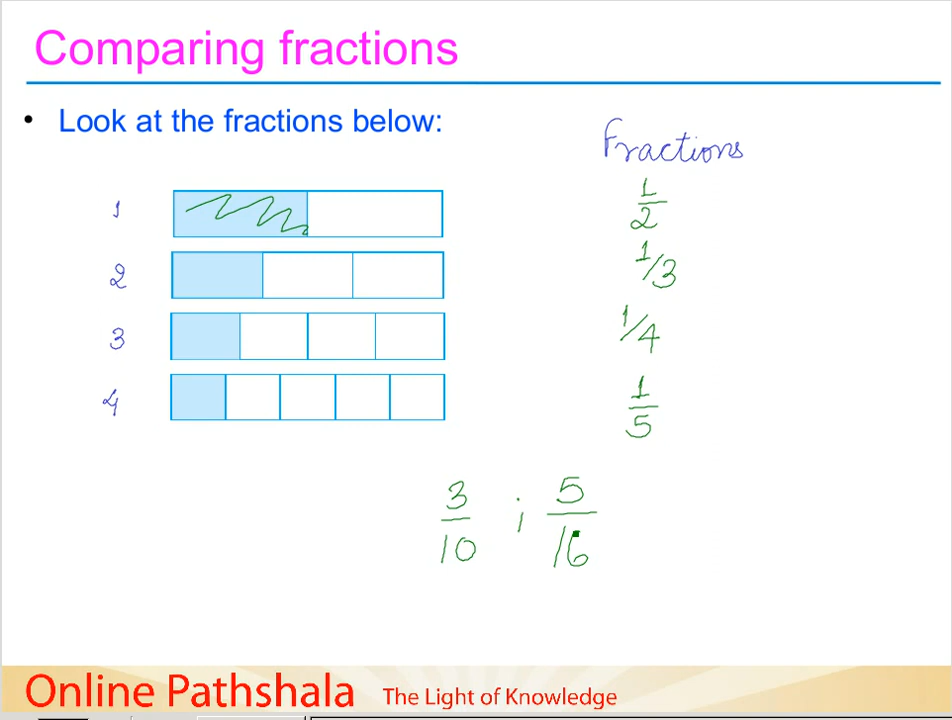 Comparing fractions
• Look at the fractions below:
Fractions
1 1/2
2 1/3
3 1/4
4 1/5
3/10 ; 5/16
Online Pathshala The Light of Knowledge